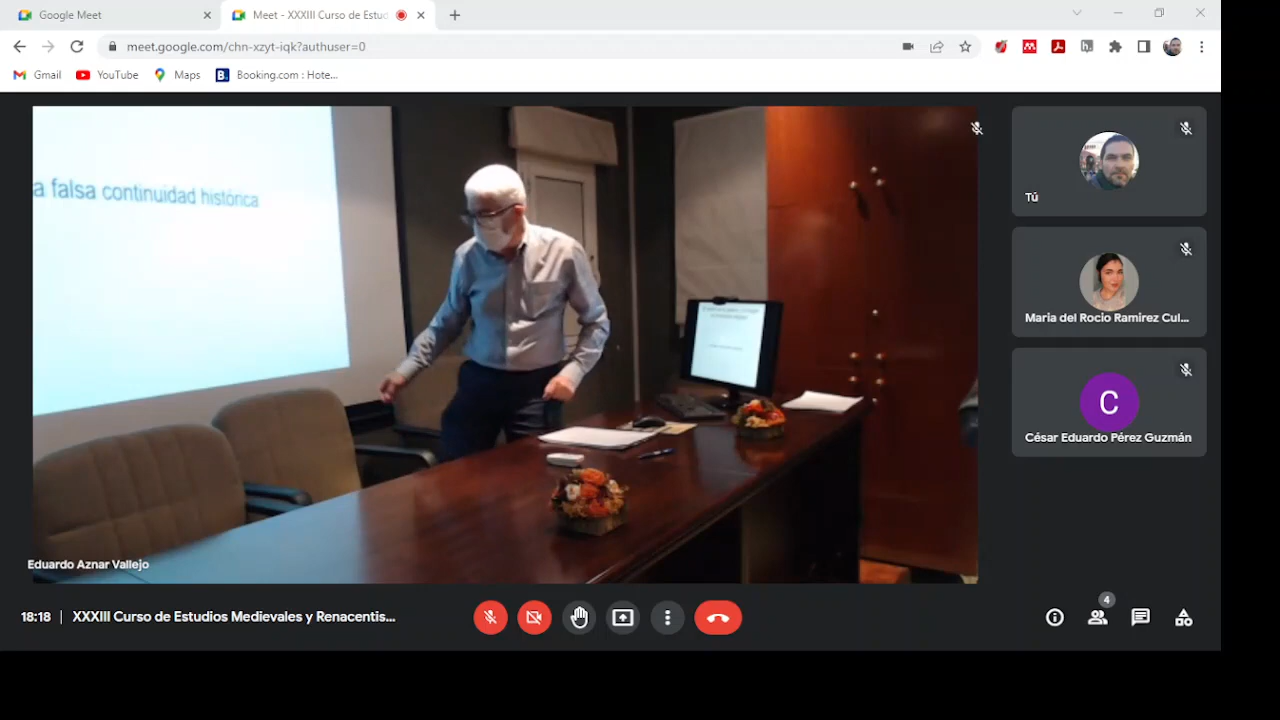 Google Meet
Meet - XXXIII Curso de Estud
meet.google.com/chn-xzyt-iqk?authuser=0
Gmail
YouTube
Maps
B.
Booking.com : Hote...
a falsa continuidad histórica
Eduardo Aznar Vallejo
Tú
Maria del Rocio Ramírez Cul...
C
César Eduardo Pérez Guzmán
18:18 | XXXIII Curso de Estudios Medievales y Renacentis...
4